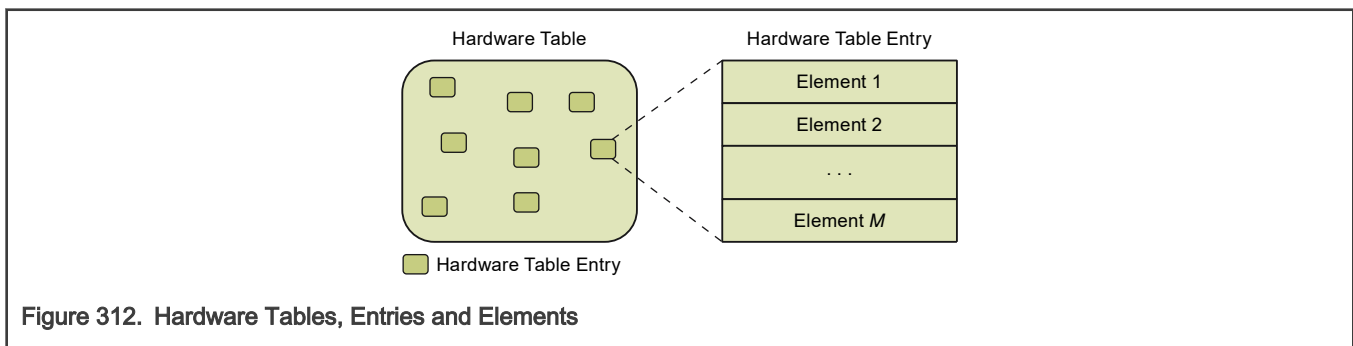 Hardware Table
Hardware Table Entry
Element 1
Element 2
. . .
Element M
Hardware Table Entry
Figure 312. Hardware Tables, Entries and Elements